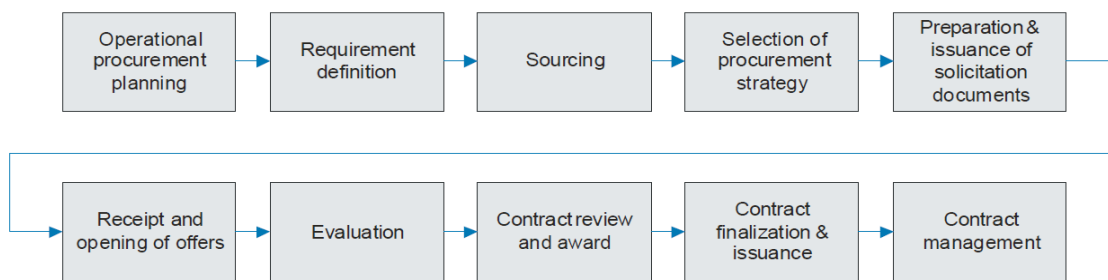 Operational
procurement
planning
Requirement
definition
Sourcing
Selection of
procurement
strategy
Preparation &
issuance of
solicitation
documents
Receipt and
opening of offers
Evaluation
Contract review
and award
Contract
finalization &
issuance
Contract
management